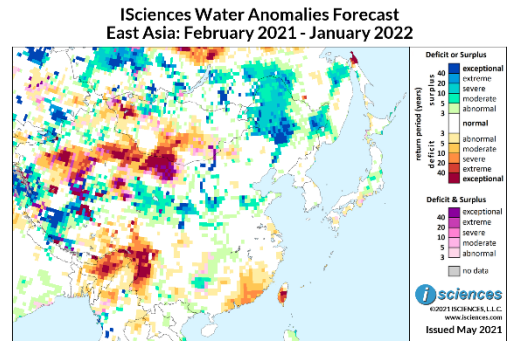 ISciences Water Anomalies Forecast
East Asia: February 2021 - January 2022
Deficit or Surplus
exceptional
40
extreme
20
severe
10
moderate
5
abnormal
3
normal
3
abnormal
5
moderate
10
severe
20
extreme
40
exceptional
return period (years)
surplus
deficit
Deficit & Surplus
exceptional
40
extreme
20
severe
10
moderate
5
abnormal
3
no data
i sciences
©2021 ISCIENCES, L.L.C.
www.isciences.com
Issued May 2021